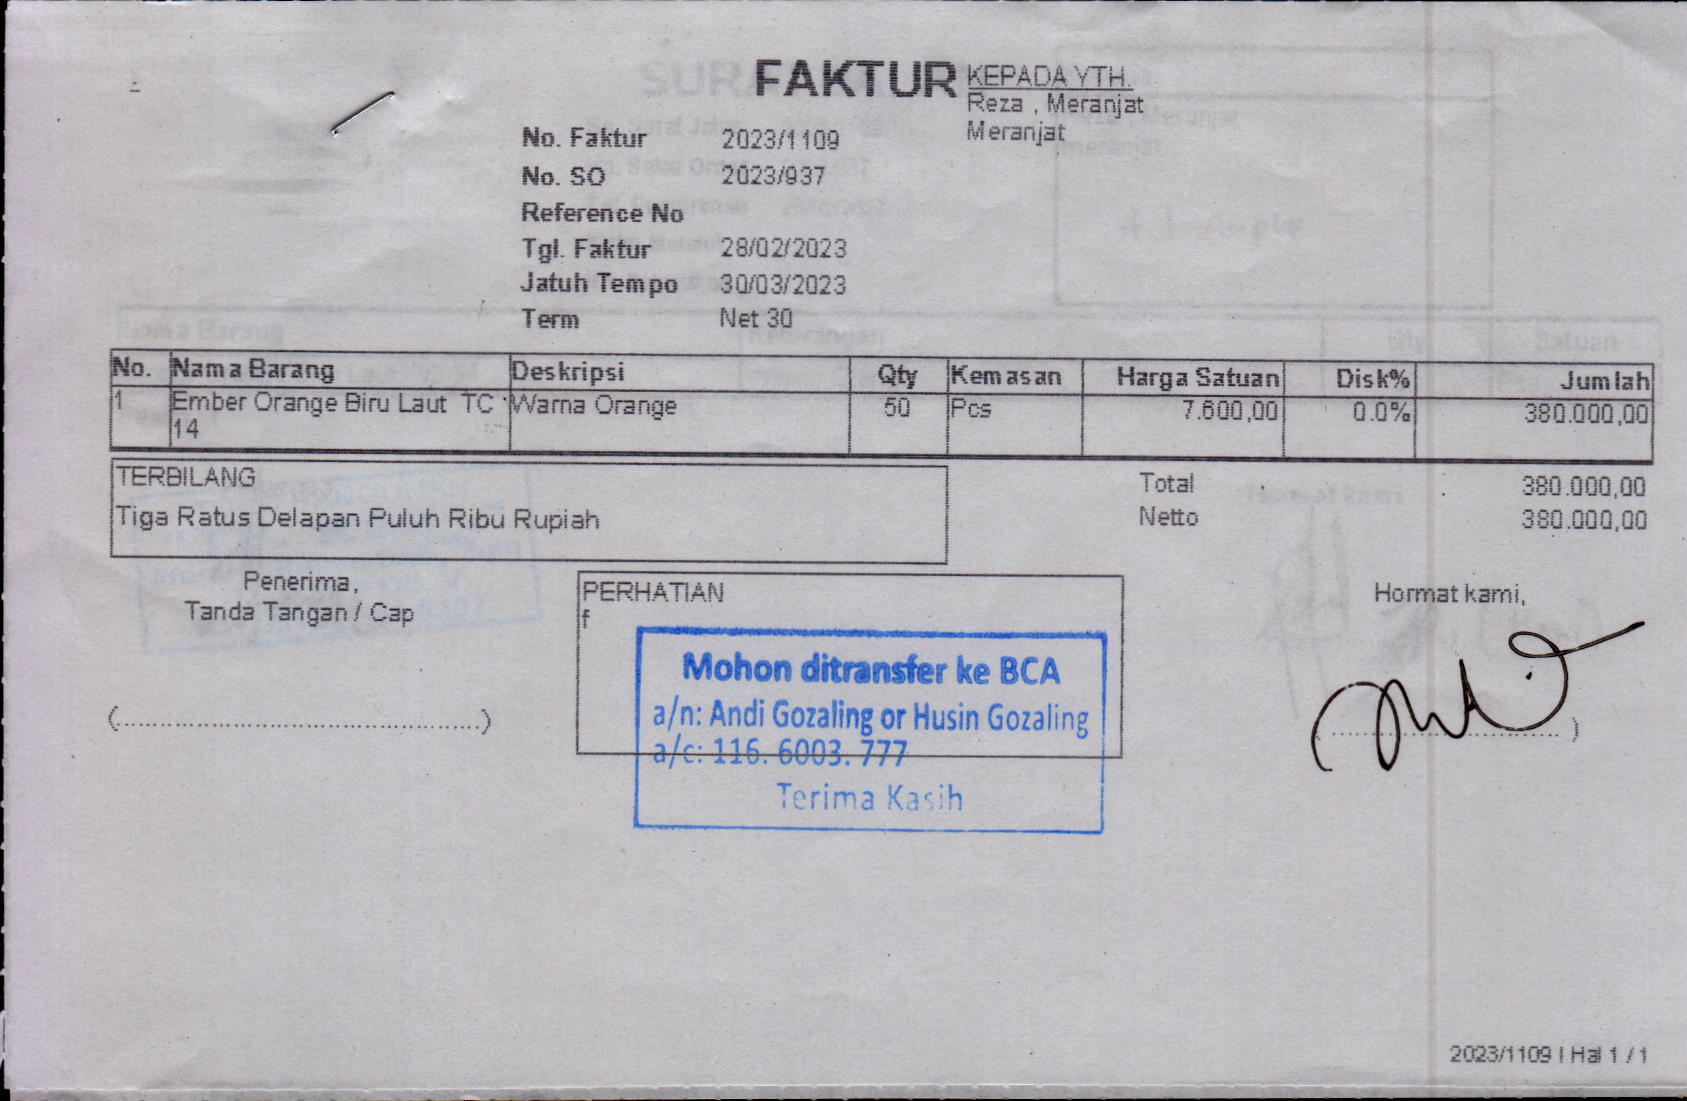 FAKTUR
KEPADA YTH.
Reza , Meranjat
Meranjat
No. Faktur 2023/1109
No. SO 2023/937
Reference No
Tgl. Faktur 28/02/2023
Jatuh Tempo 30/03/2023
Term Net 30
No. Nama Barang Deskripsi Qty Kemasan Harga Satuan Disk% Jumlah
1 Ember Orange Biru Laut TC Warna Orange 50 Pcs 7.600,00 0.0% 380.000,00
14
TERBILANG
Tiga Ratus Delapan Puluh Ribu Rupiah
Total 380.000,00
Netto 380.000,00
Penerima,
Tanda Tangan / Cap
PERHATIAN
f
Mohon ditransfer ke BCA
a/n: Andi Gozaling or Husin Gozaling
a/c: 116. 6003. 777
Terima Kasih
Hormat kami,
2023/1109 | Hal 1 / 1